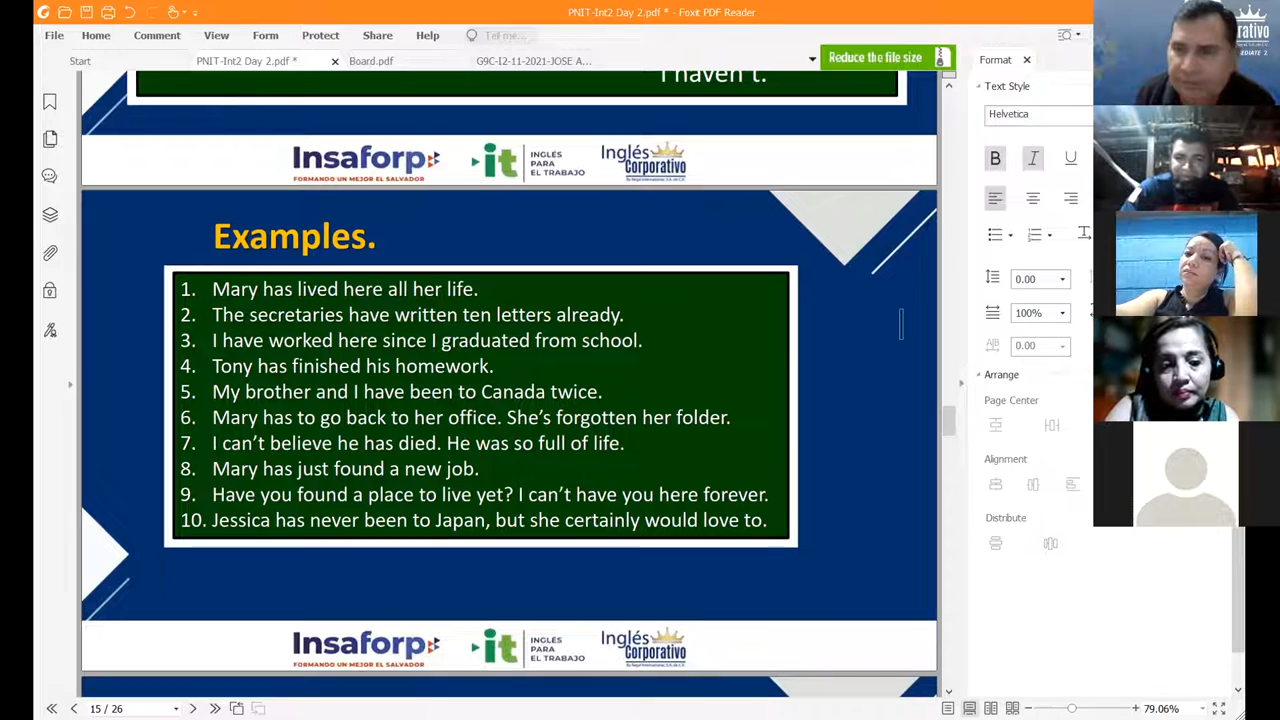 PNIT-Int2 Day 2.pdf * - Foxit PDF Reader
File Home Comment View Form Protect Share Help Tell me...
Start PNIT-Int2 Day 2.pdf * Board.pdf G9C-I2-11-2021-JOSE A...
Reduce the file size
I haven't.
Insaforp
FORMANDO UN MEJOR EL SALVADOR
it
INGLÉS
PARA
EL TRABAJO
Inglés
Corporativo
Examples.
1. Mary has lived here all her life.
2. The secretaries have written ten letters already.
3. I have worked here since I graduated from school.
4. Tony has finished his homework.
5. My brother and I have been to Canada twice.
6. Mary has to go back to her office. She's forgotten her folder.
7. I can't believe he has died. He was so full of life.
8. Mary has just found a new job.
9. Have you found a place to live yet? I can't have you here forever.
10. Jessica has never been to Japan, but she certainly would love to.
Insaforp
FORMANDO UN MEJOR EL SALVADOR
it
INGLÉS
PARA
EL TRABAJO
Inglés
Corporativo
15 / 26
79.06%
Format
Text Style
Helvetica
B I U
0.00
100%
0.00
Arrange
Page Center
Alignment
Distribute